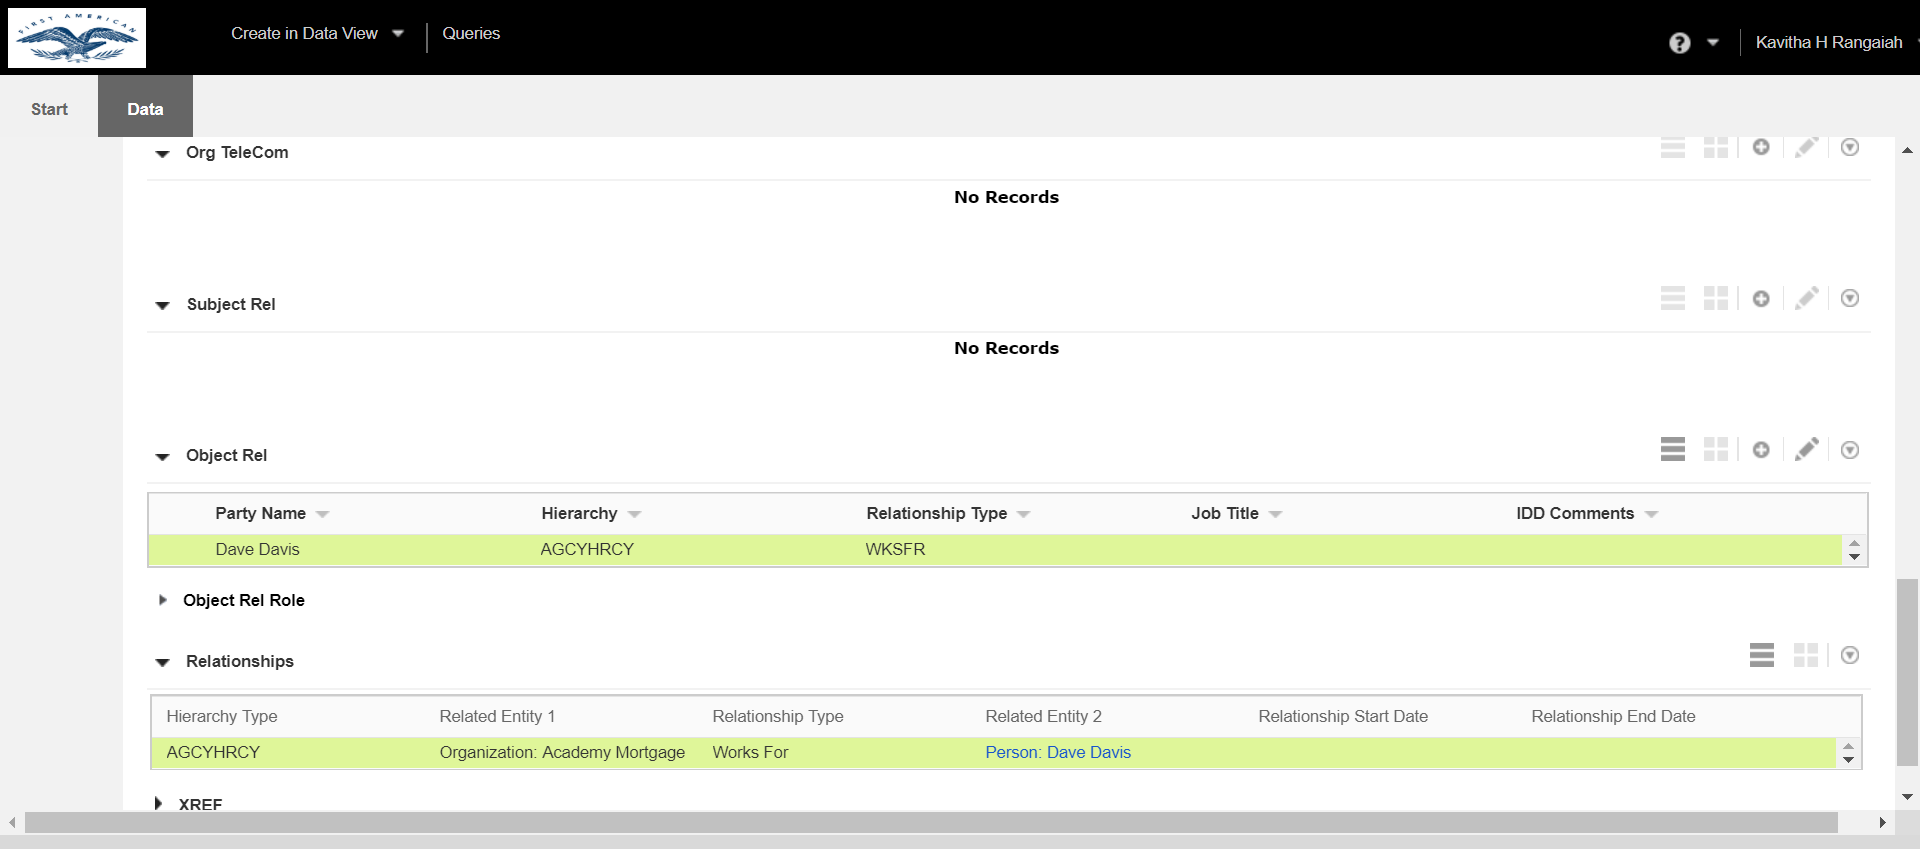 FIRST AMERICAN
Create in Data View
Queries
?
Kavitha H Rangaiah
Start
Data
Org TeleCom
No Records
Subject Rel
No Records
Object Rel
Party Name Hierarchy Relationship Type Job Title IDD Comments
Dave Davis AGCYHRCY WKSFR
Object Rel Role
Relationships
Hierarchy Type Related Entity 1 Relationship Type Related Entity 2 Relationship Start Date Relationship End Date
AGCYHRCY Organization: Academy Mortgage Works For Person: Dave Davis
XREF